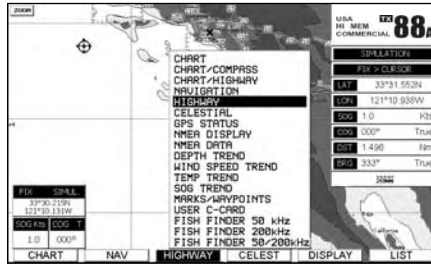 ZOOM
USA
HI MEM
COMMERCIAL
TX
88A
SIMULATION
FIX > CURSOR
LAT 33°31.552N
LON 121°10.938W
SOG 1.0 Kts
COG 000° True
DST 1.496 Nm
BRG 333° True
CHART
CHART/COMPASS
CHART/HIGHWAY
NAVIGATION
HIGHWAY
CELESTIAL
GPS STATUS
NMEA DISPLAY
NMEA DATA
DEPTH TREND
WIND SPEED TREND
TEMP TREND
SOG TREND
MARKS/WAYPOINTS
USER C-CARD
FISH FINDER 50 kHz
FISH FINDER 200kHz
FISH FINDER 50/200kHz
FIX SIMUL
33°30.215N
121°10.131W
SOG Kts COG T
1.0 000°
California
CHART NAV HIGHWAY CELEST DISPLAY LIST